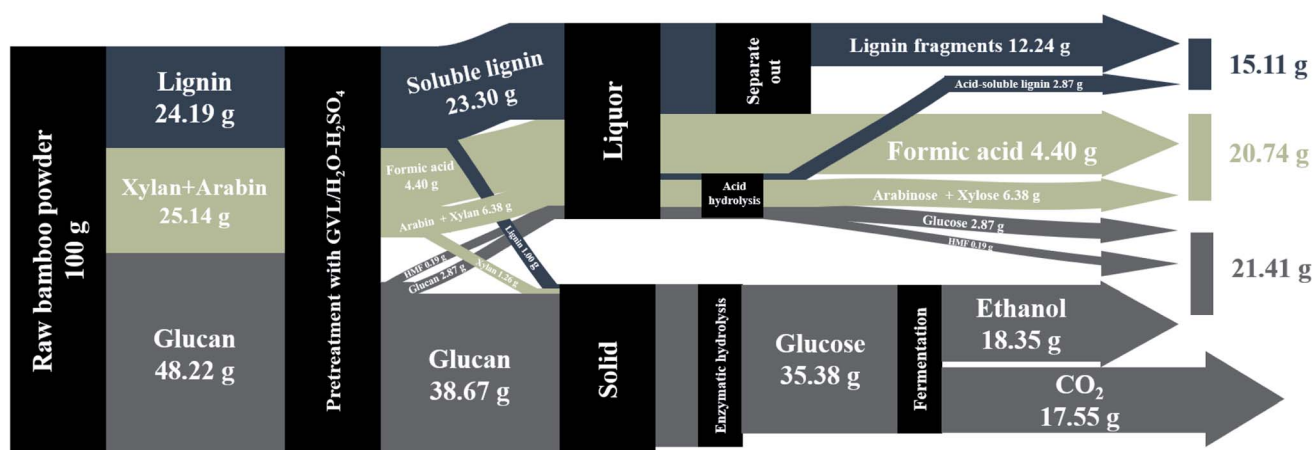 Raw bamboo powder
100 g
Lignin
24.19 g
Xylan+Arabin
25.14 g
Glucan
48.22 g
Pretreatment with GVL/H₂O-H₂SO₄
Soluble lignin
23.30 g
Formic acid
4.40 g
Arabin + Xylan 6.38 g
Lignin 1.00 g
HMF 0.19 g
Glucan 2.87 g
Xylan 1.26 g
Glucan
38.67 g
Liquor
Solid
Separate
out
Acid
hydrolysis
Enzymatic hydrolysis
Glucose
35.38 g
Fermentation
Lignin fragments 12.24 g
Acid-soluble lignin 2.87 g
Formic acid 4.40 g
Arabinose + Xylose 6.38 g
Glucose 2.87 g
HMF 0.19 g
Ethanol
18.35 g
CO₂
17.55 g
15.11 g
20.74 g
21.41 g